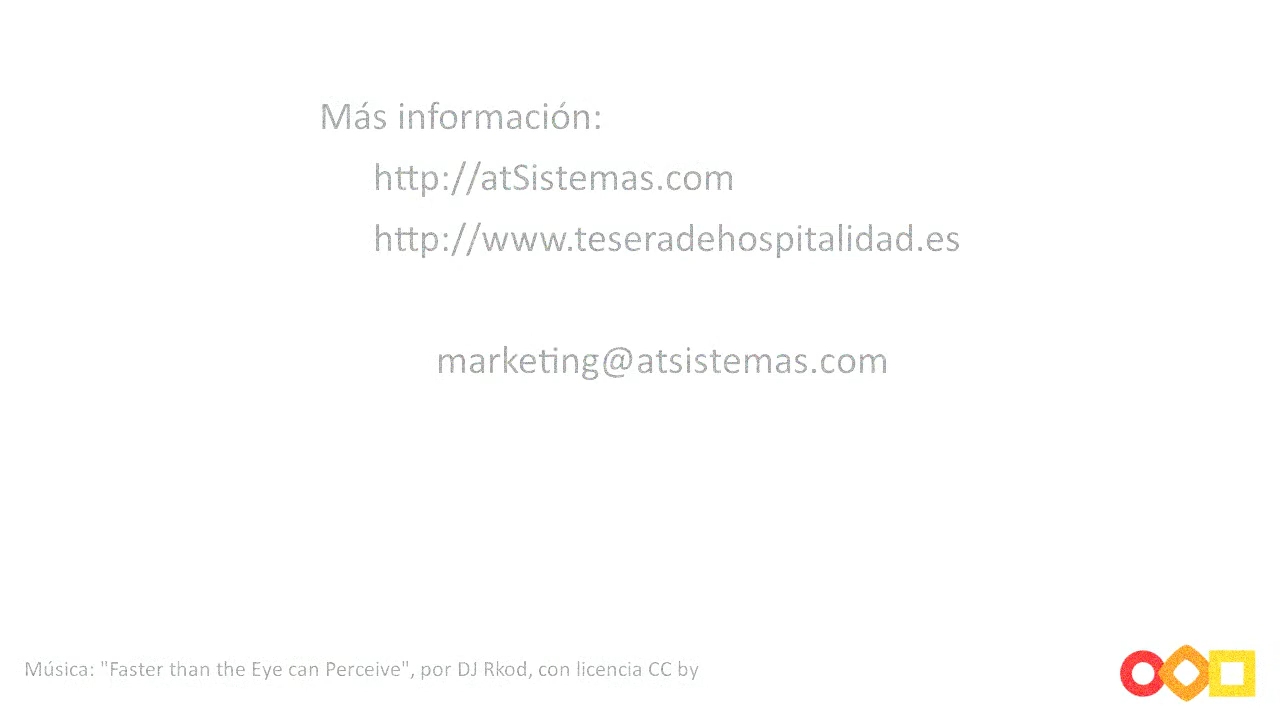 Más información:
http://atSistemas.com
http://www.teseradehospitalidad.es
marketing@atsistemas.com
Música: "Faster than the Eye can Perceive", por DJ Rkod, con licencia CC by